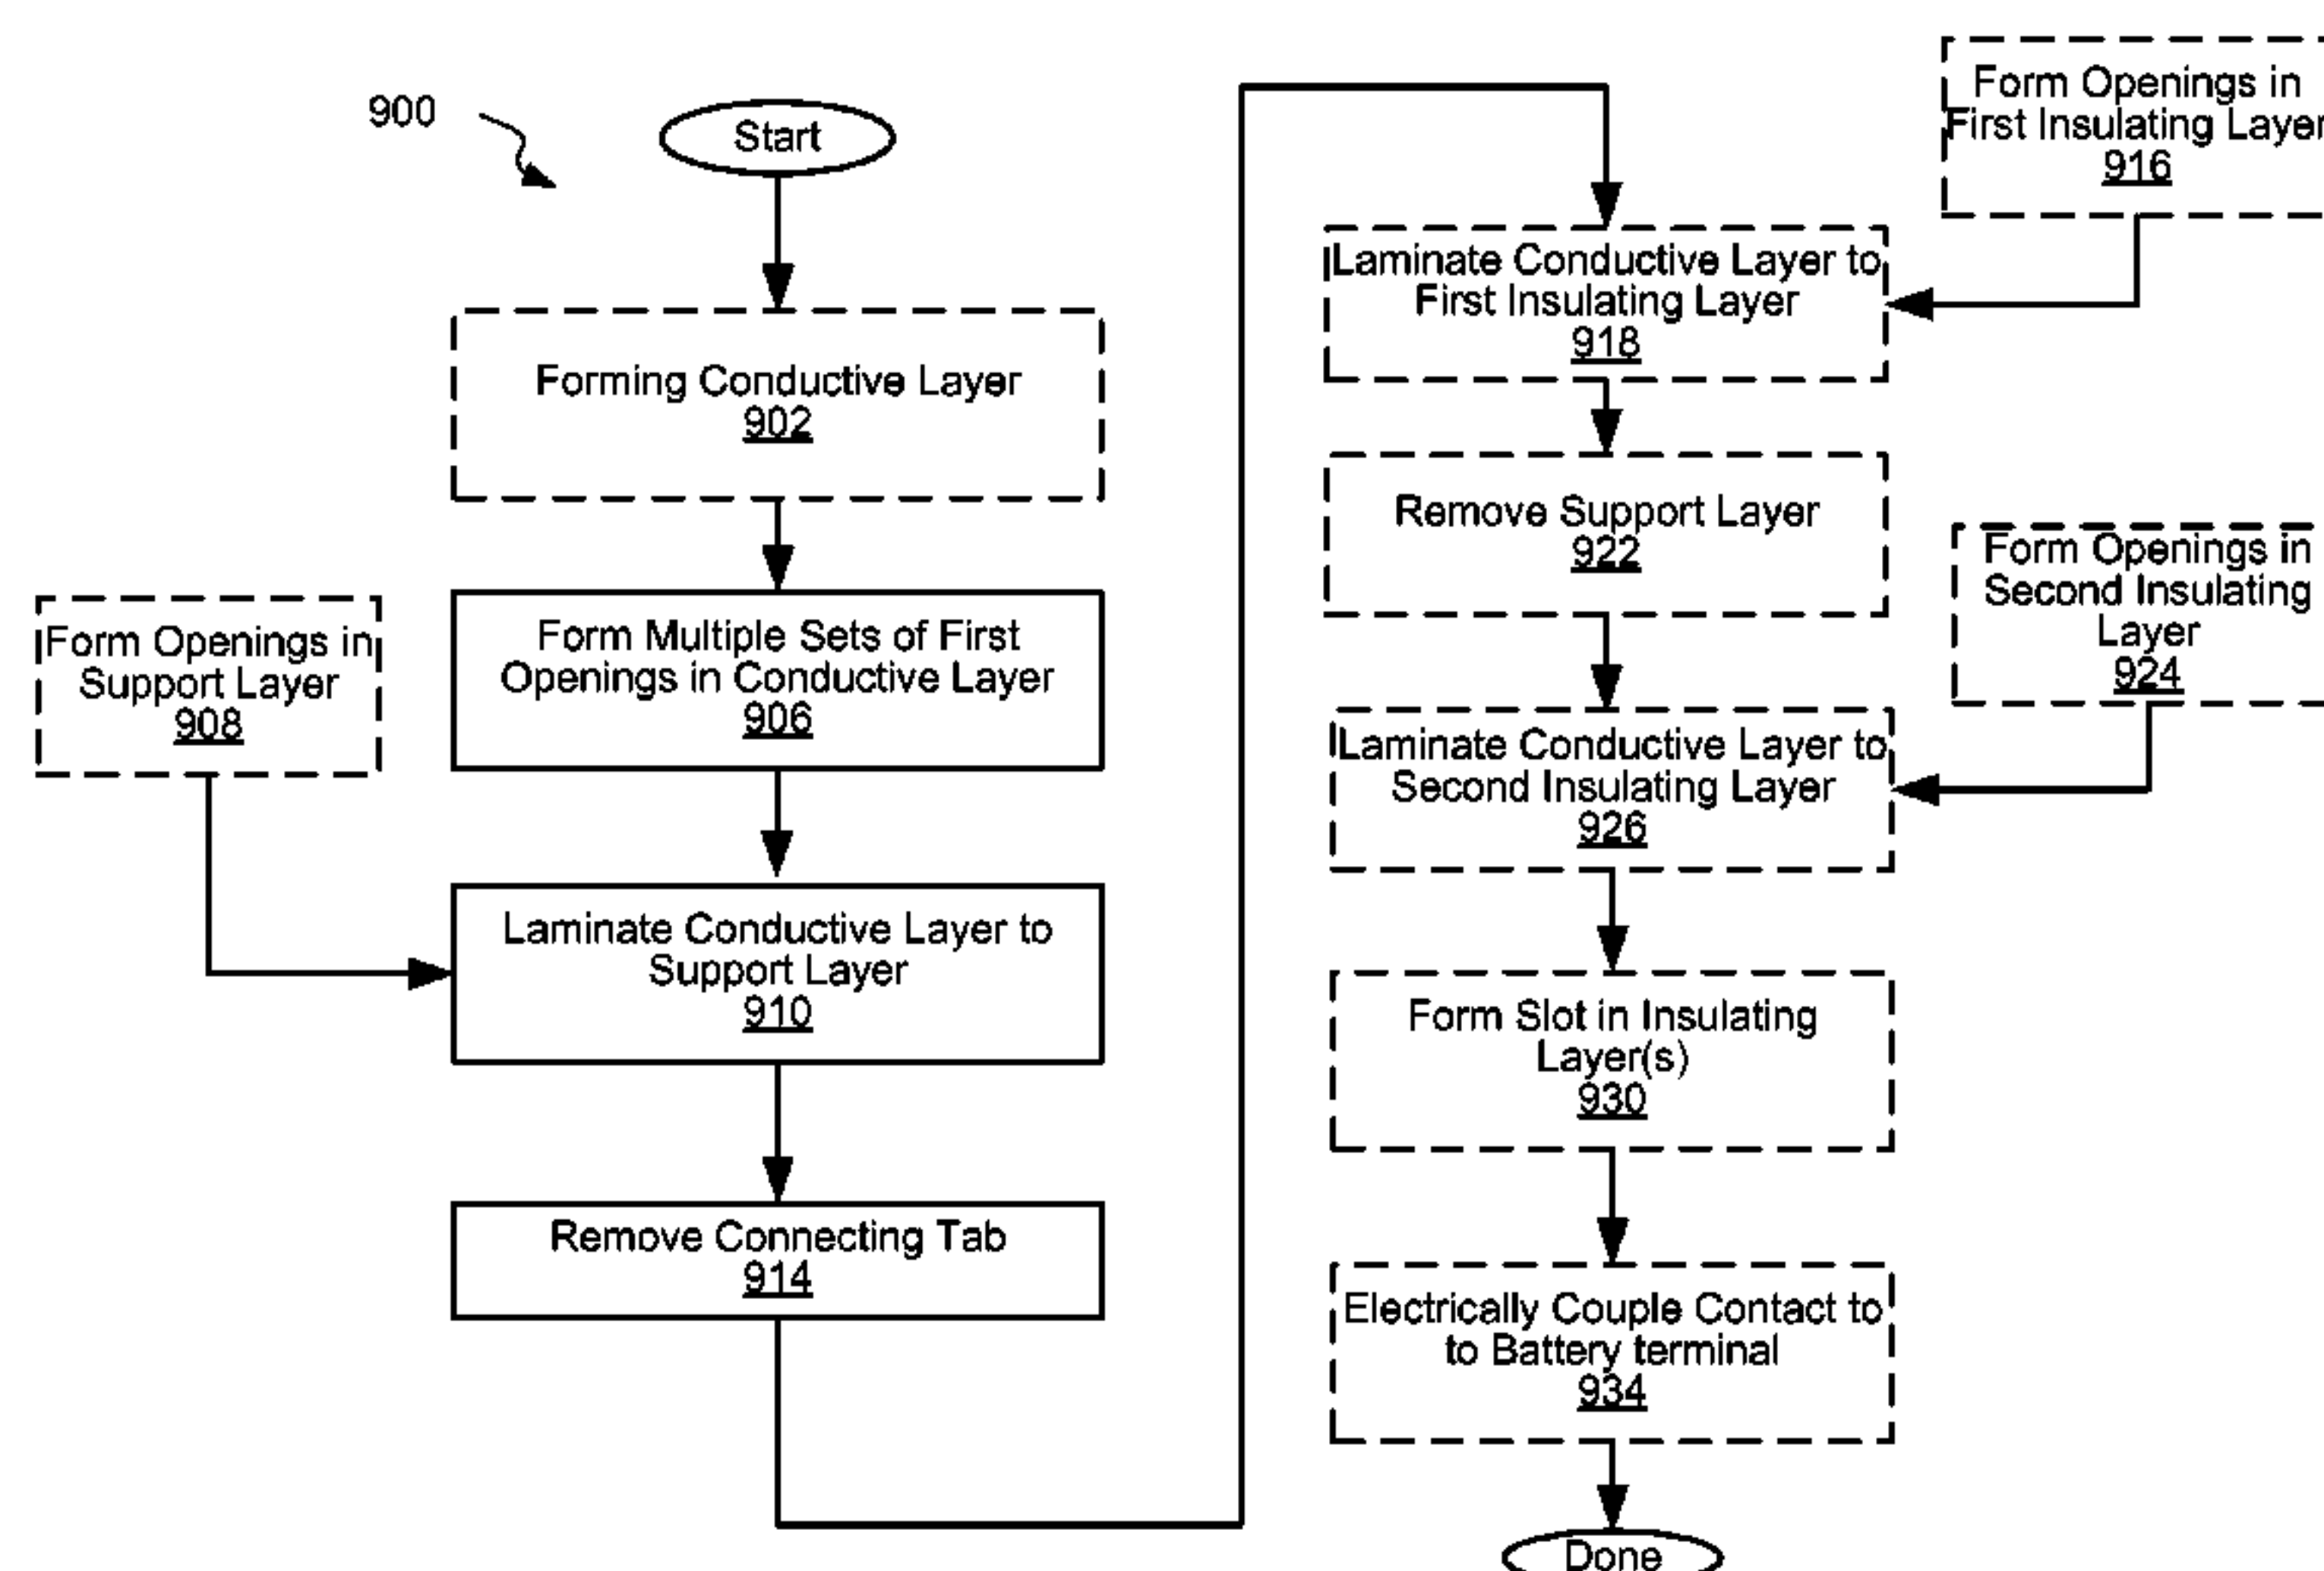 900
Start
Forming Conductive Layer
902
Form Multiple Sets of First
Openings in Conductive Layer
906
Form Openings in
Support Layer
908
Laminate Conductive Layer to
Support Layer
910
Remove Connecting Tab
914
Form Openings in
First Insulating Layer
916
Laminate Conductive Layer to
First Insulating Layer
918
Remove Support Layer
922
Form Openings in
Second Insulating
Layer
924
Laminate Conductive Layer to
Second Insulating Layer
926
Form Slot in Insulating
Layer(s)
930
Electrically Couple Contact to
to Battery terminal
934
Done